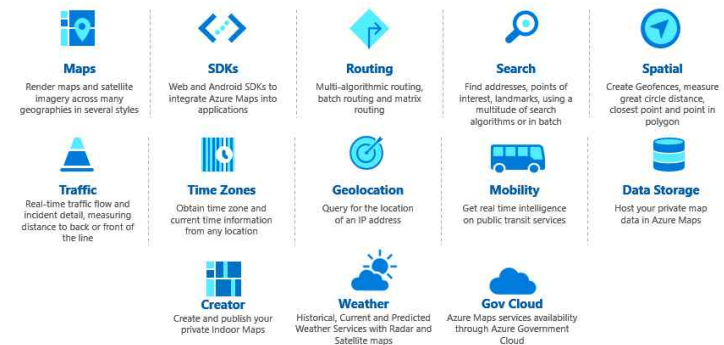 Maps
Render maps and satellite
imagery across many
geographies in several styles
SDKs
Web and Android SDKs to
integrate Azure Maps into
applications
Routing
Multi-algorithmic routing,
batch routing and matrix
routing
Search
Find addresses, points of
interest, landmarks, using a
multitude of search
algorithms or in batch
Spatial
Create Geofences, measure
great circle distance,
closest point and point in
polygon
Traffic
Real-time traffic flow and
incident detail, measuring
distance to back or front of
the line
Time Zones
Obtain time zone and
current time information
from any location
Geolocation
Query for the location
of an IP address
Mobility
Get real time intelligence
on public transit services
Data Storage
Host your private map
data in Azure Maps
Creator
Create and publish your
private Indoor Maps
Weather
Historical, Current and Predicted
Weather Services with Radar and
Satellite maps
Gov Cloud
Azure Maps services availability
through Azure Government
Cloud